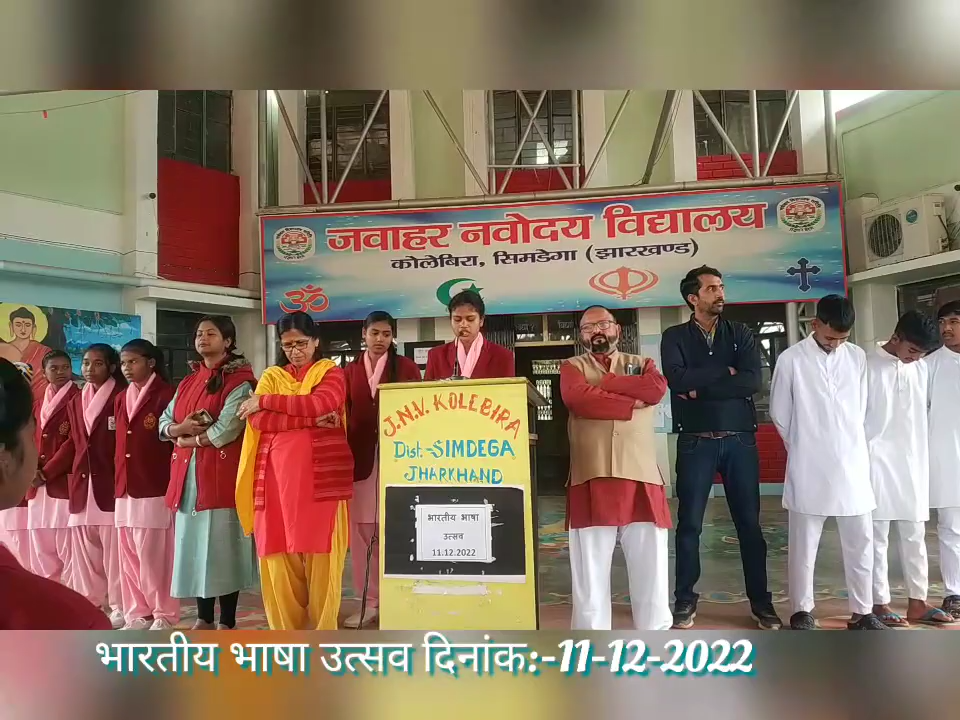 जवाहर नवोदय विद्यालय
कोलेबिरा, सिमडेगा (झारखण्ड)
J.N.V. KOLEBIRA
Dist.-SIMDEGA
JHARKHAND
भारतीय भाषा
उत्सव
11.12.2022
भारतीय भाषा उत्सव दिनांक:-11-12-2022